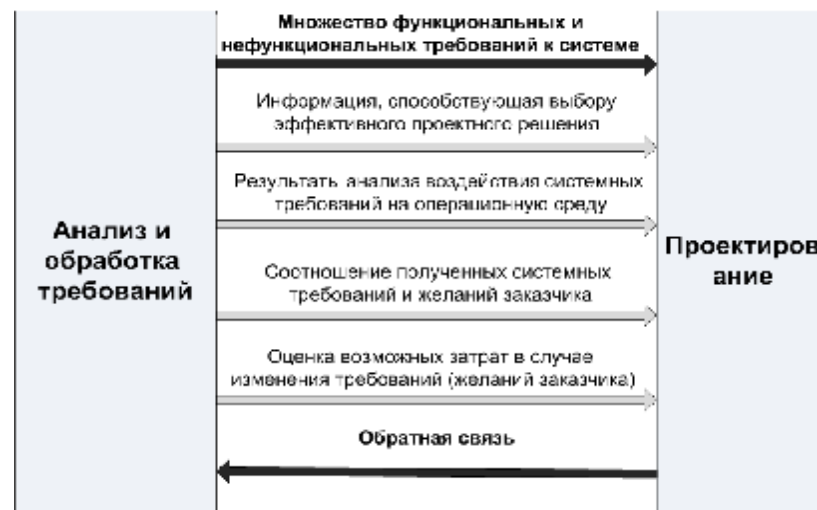 Множество функциональных и
нефункциональных требований к системе
Информация, способствующая выбору
эффективного проектного решения
Результаты анализа воздействия системных
требований на операционную среду
Анализ и
обработка
требований
Проектиров
ание
Соотношение полученных системных
требований и желаний заказчика
Оценка возможных затрат в случае
изменения требований (желаний заказчика)
Обратная связь